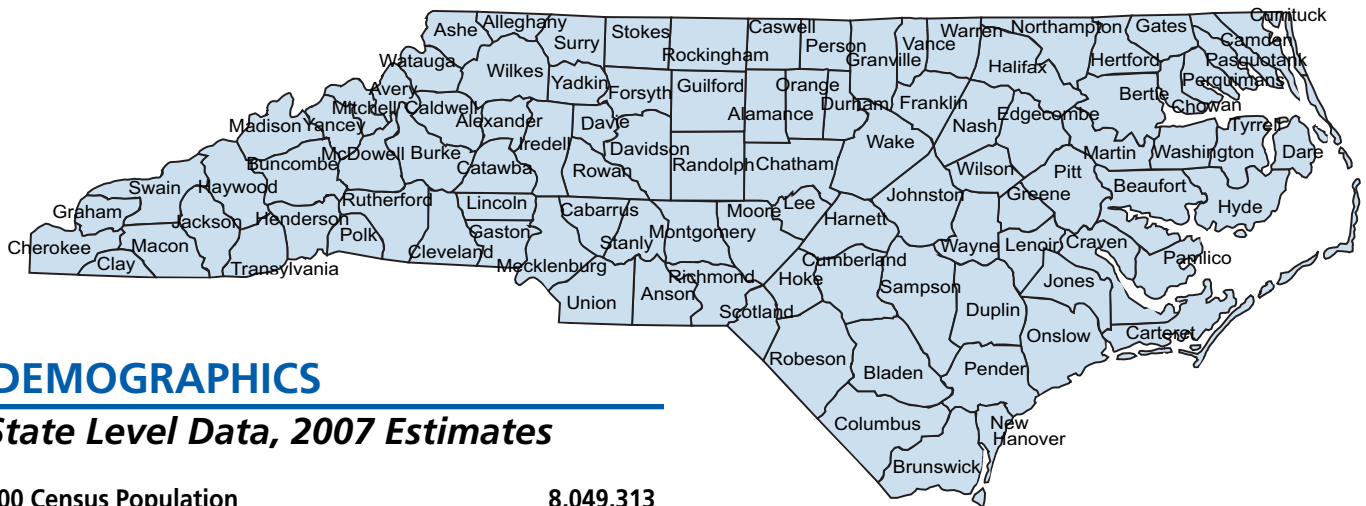 Currituck
Alleghany
Ashe
Surry
Stokes
Rockingham
Caswell
Person
Granville
Vance
Warren
Northampton
Gates
Camden
Pasquotank
Perquimans
Chowan
Hertford
Halifax
Bertie
Watauga
Wilkes
Yadkin
Forsyth
Guilford
Alamance
Orange
Durham
Franklin
Nash
Edgecombe
Avery
Mitchell
Caldwell
Alexander
Davie
Iredell
Davidson
Madison
Yancey
McDowell
Burke
Catawba
Rowan
Randolph
Chatham
Wake
Wilson
Martin
Washington
Tyrrell
Dare
Pitt
Buncombe
Swain
Haywood
Graham
Jackson
Henderson
Rutherford
Polk
Lincoln
Gaston
Cleveland
Cabarrus
Stanly
Montgomery
Moore
Lee
Harnett
Johnston
Greene
Beaufort
Hyde
Cherokee
Macon
Clay
Transylvania
Mecklenburg
Union
Anson
Richmond
Scotland
Hoke
Cumberland
Sampson
Wayne
Lenoir
Craven
Pamlico
Jones
Duplin
Onslow
Carteret
Robeson
Bladen
Pender
Columbus
New
Hanover
Brunswick
DEMOGRAPHICS
State Level Data, 2007 Estimates
00 Census Population 8,049,313